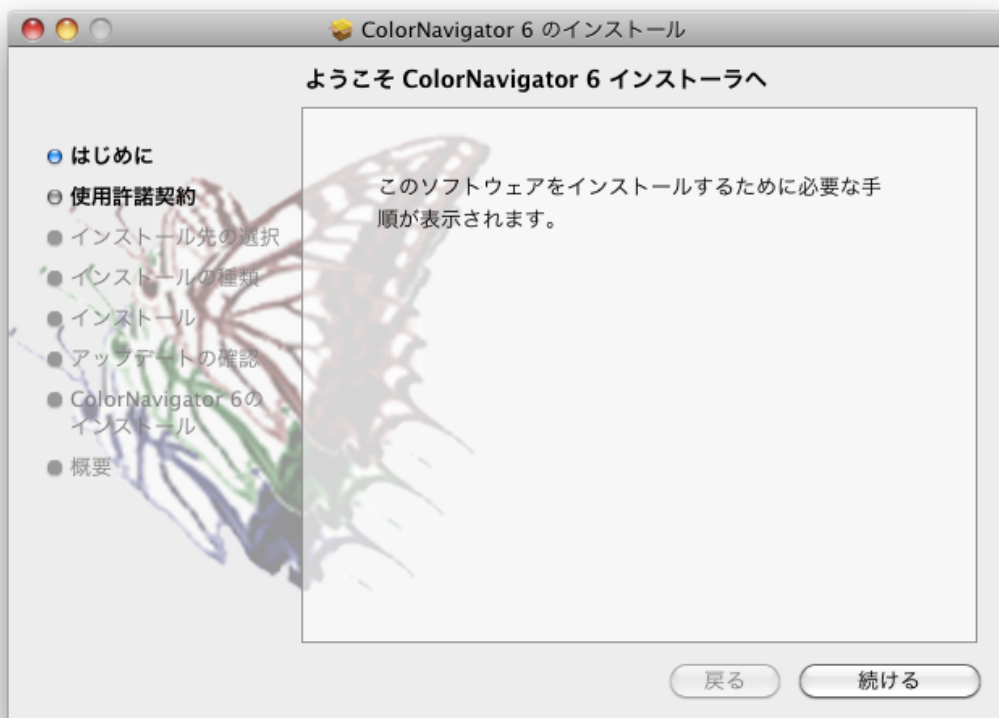 ColorNavigator 6 のインストール
ようこそ ColorNavigator 6 インストーラへ
はじめに
使用許諾契約
インストール先の選択
インストールの種類
インストール
アップデートの確認
ColorNavigator 6の
インストール
概要
このソフトウェアをインストールするために必要な手
順が表示されます。
戻る
続ける